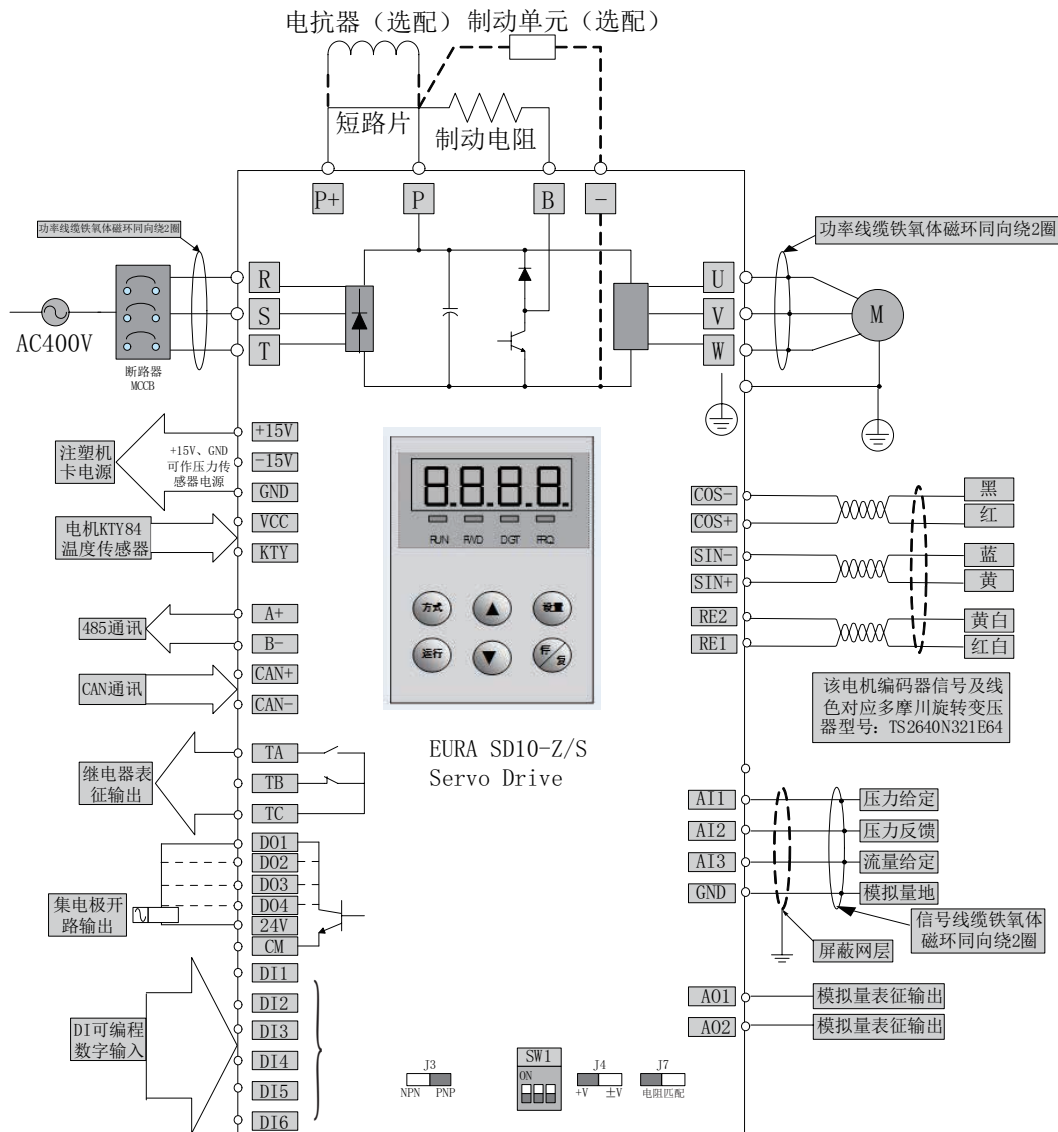 电抗器（选配）
制动单元（选配）
短路片
制动电阻
P+
P
B
-
功率线缆铁氧体磁环同向绕2圈
AC400V
断路器
MCCB
R
S
T
U
V
W
功率线缆铁氧体磁环同向绕2圈
M
注塑机
卡电源
+15V、GND
可作压力传
感器电源
+15V
-15V
GND
电机KTY84
温度传感器
VCC
KTY
485通讯
A+
B-
CAN通讯
CAN+
CAN-
继电器表
征输出
TA
TB
TC
集电极开
路输出
DO1
DO2
DO3
DO4
24V
CM
DI可编程
数字输入
DI1
DI2
DI3
DI4
DI5
DI6
8.8.8.8.
RUN
FWD
DGT
FRQ
方式
▲
设置
运行
▼
停/复
EURA SD10-Z/S
Servo Drive
COS-
黑
COS+
红
SIN-
蓝
SIN+
黄
RE2
黄白
RE1
红白
该电机编码器信号及线
色对应多摩川旋转变压
器型号：TS2640N321E64
AI1
压力给定
AI2
压力反馈
AI3
流量给定
GND
模拟量地
信号线缆铁氧体
磁环同向绕2圈
屏蔽网层
AO1
模拟量表征输出
AO2
模拟量表征输出
J3
NPN
PNP
SW1
ON
J4
+V
±V
J7
电阻匹配